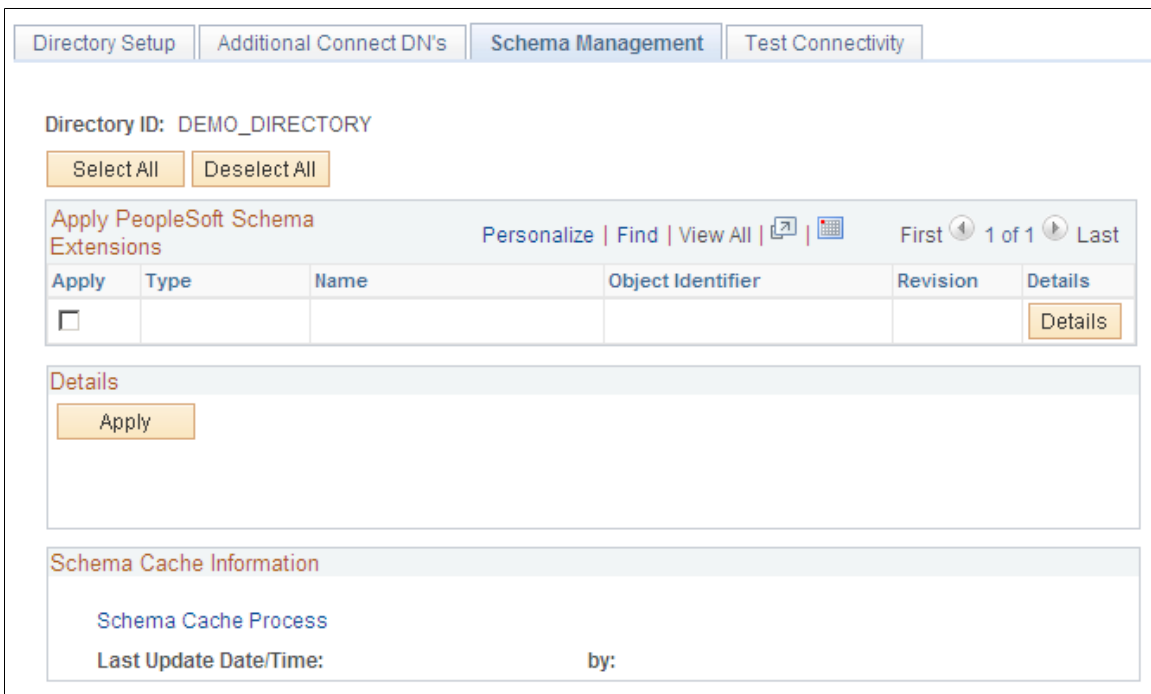 Directory Setup Additional Connect DN's Schema Management Test Connectivity
Directory ID: DEMO_DIRECTORY
Select All Deselect All
Apply PeopleSoft Schema
Extensions
Personalize | Find | View All | | First 1 of 1 Last
Apply Type Name Object Identifier Revision Details
Details
Details
Apply
Schema Cache Information
Schema Cache Process
Last Update Date/Time: by: